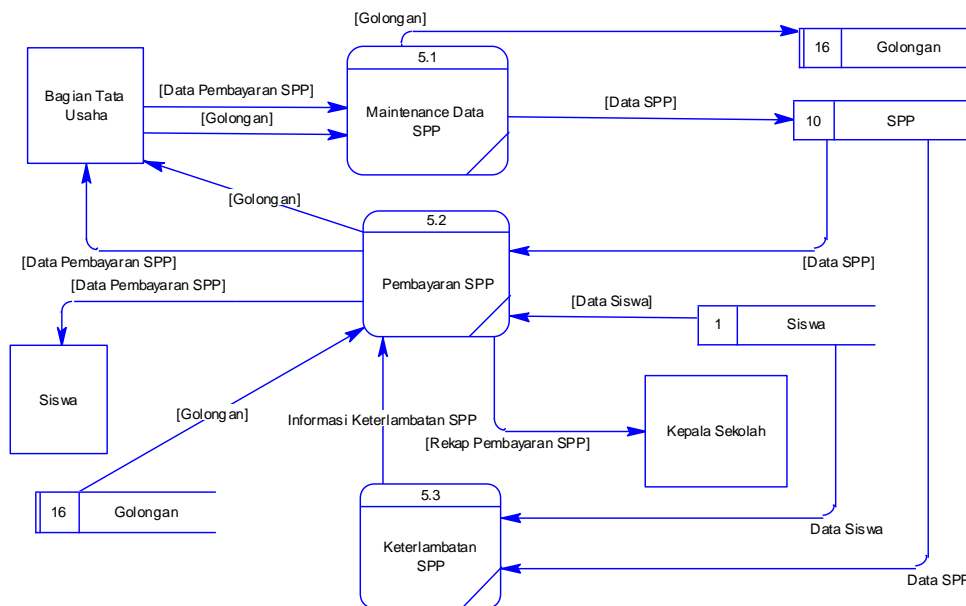 [Golongan]
16 Golongan
5.1
Bagian Tata
Usaha
[Data Pembayaran SPP]
[Golongan]
Maintenance Data
SPP
[Data SPP]
10 SPP
[Golongan]
5.2
[Data Pembayaran SPP]
[Data SPP]
[Data Pembayaran SPP]
Pembayaran SPP
[Data Siswa]
1 Siswa
Siswa
[Golongan]
Informasi Keterlambatan SPP
[Rekap Pembayaran SPP]
Kepala Sekolah
16 Golongan
5.3
Keterlambatan
SPP
Data Siswa
Data SPP